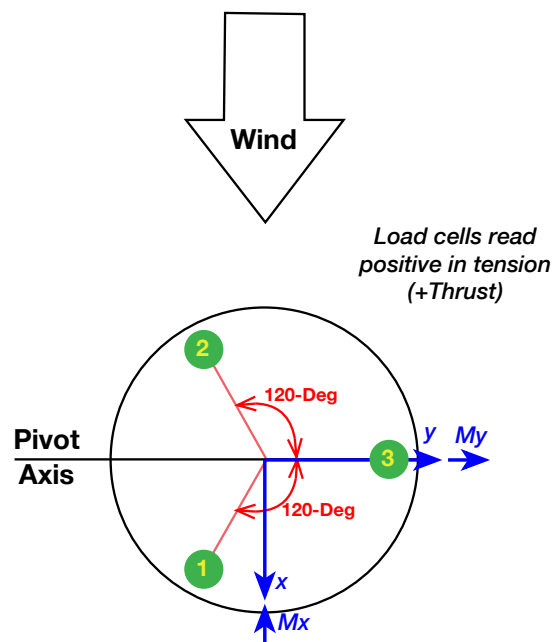 Wind
Load cells read
positive in tension
(+Thrust)
2
120-Deg
Pivot
Axis
y
My
3
120-Deg
1
x
Mx